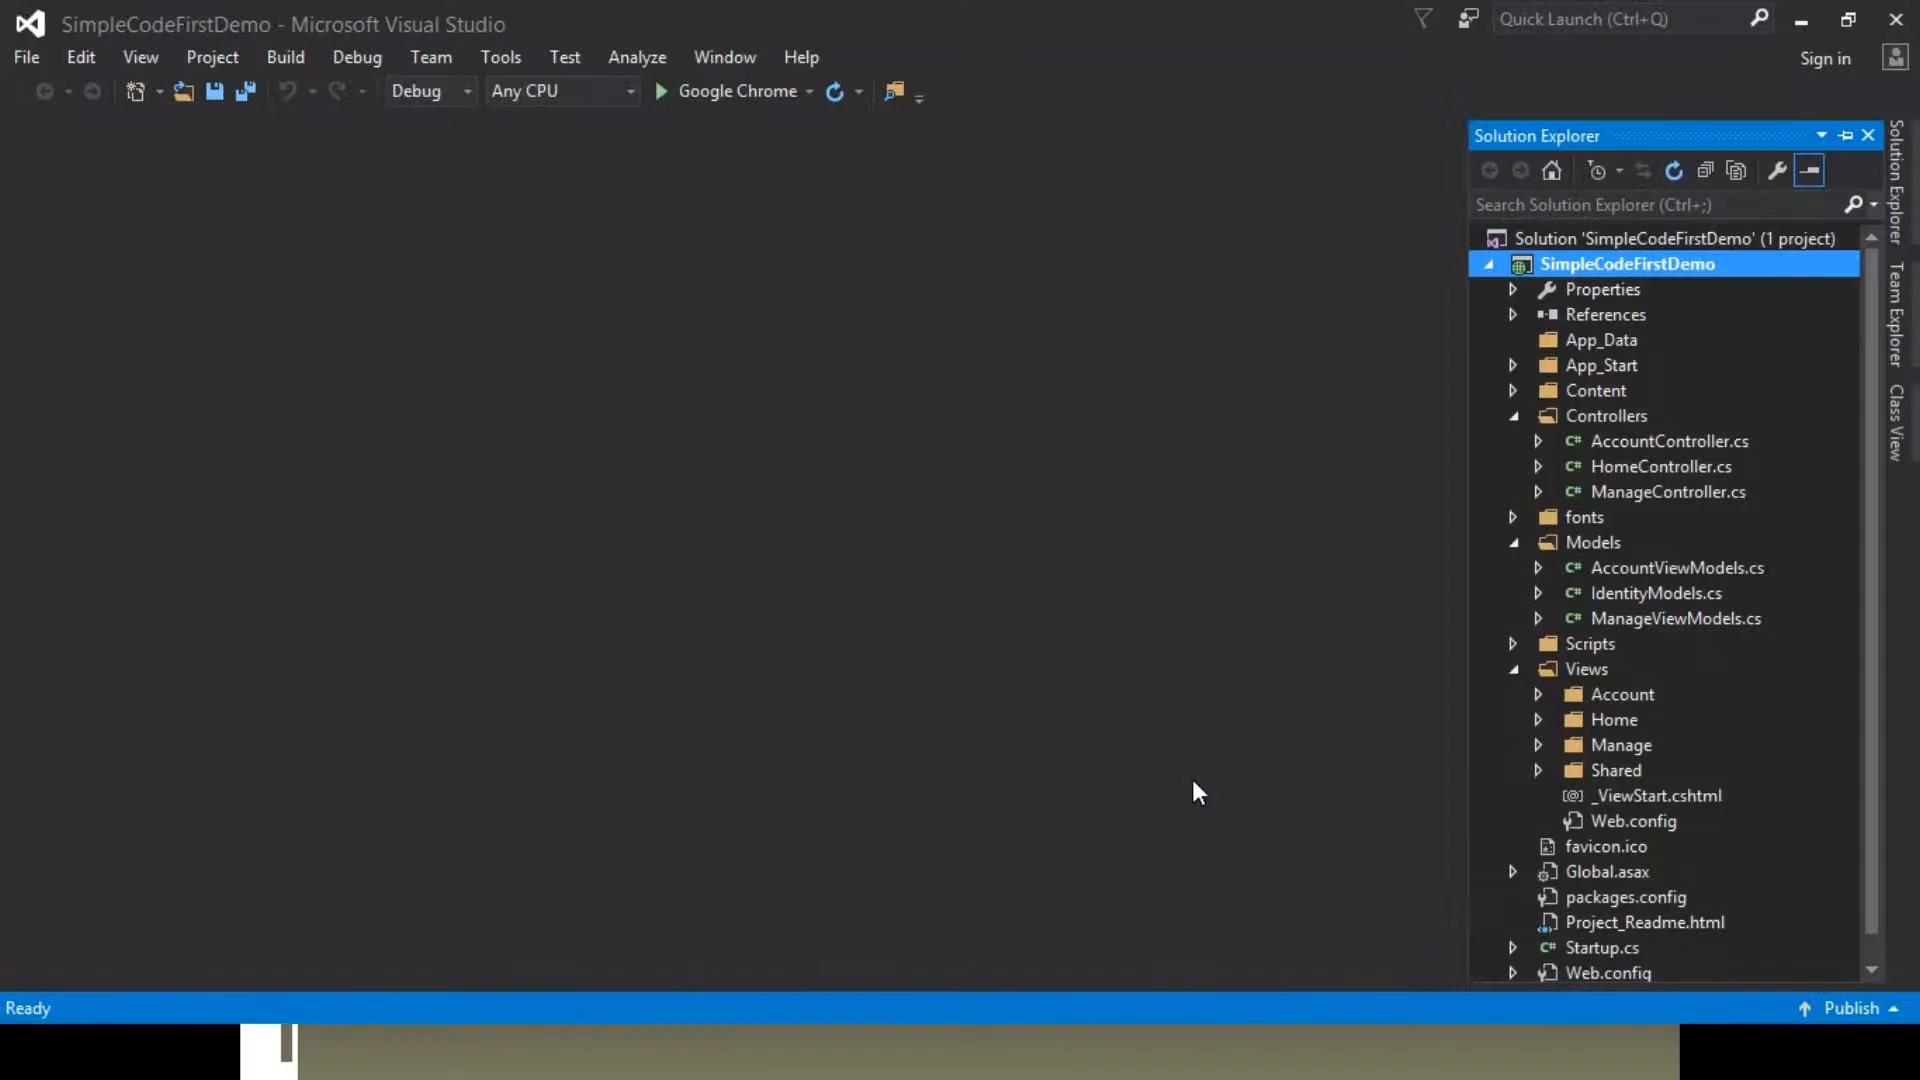 SimpleCodeFirstDemo - Microsoft Visual Studio
Quick Launch (Ctrl+Q)
File Edit View Project Build Debug Team Tools Test Analyze Window Help
Sign in
Debug Any CPU Google Chrome
Solution Explorer
Search Solution Explorer (Ctrl+;)
Solution 'SimpleCodeFirstDemo' (1 project)
SimpleCodeFirstDemo
Properties
References
App_Data
App_Start
Content
Controllers
C# AccountController.cs
C# HomeController.cs
C# ManageController.cs
fonts
Models
C# AccountViewModels.cs
C# IdentityModels.cs
C# ManageViewModels.cs
Scripts
Views
Account
Home
Manage
Shared
[@] _ViewStart.cshtml
Web.config
favicon.ico
Global.asax
packages.config
Project_Readme.html
C# Startup.cs
Web.config
Solution Explorer
Team Explorer
Class View
Ready
Publish